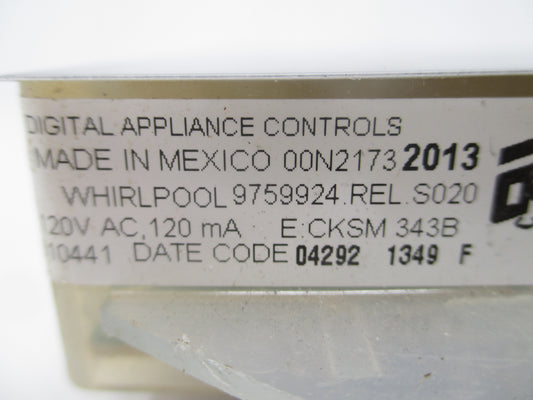 DIGITAL APPLIANCE CONTROLS
MADE IN MEXICO 00N2173 2013
WHIRLPOOL 9759924.REL.S020
120V AC,120 mA E:CKSM 343B
10441 DATE CODE 04292 1349 F